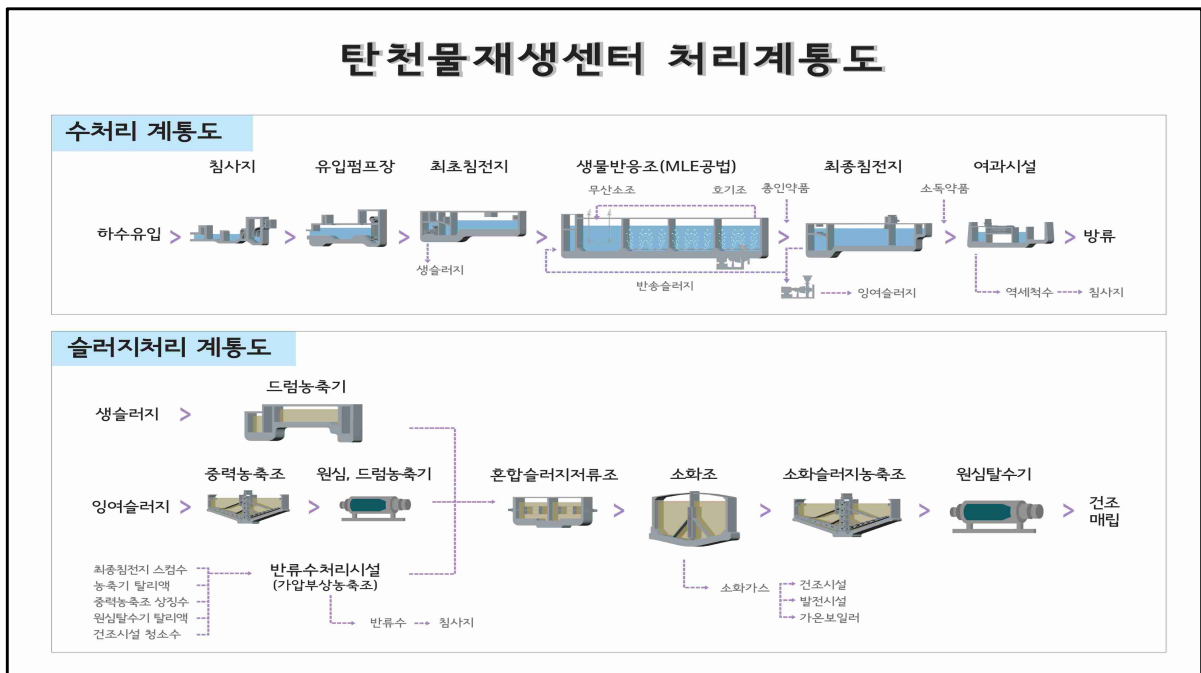 탄천물재생센터 처리계통도
수처리 계통도
침사지
유입펌프장
최초침전지
생물반응조(MLE공법)
최종침전지
여과시설
무산소조
호기조
총인약품
소독약품
하수유입
방류
생슬러지
반송슬러지
잉여슬러지
역세척수
침사지
슬러지처리 계통도
드럼농축기
생슬러지
중력농축조
원심, 드럼농축기
혼합슬러지저류조
소화조
소화슬러지농축조
원심탈수기
잉여슬러지
건조
매립
최종침전지 스컴수
농축기 탈리액
중력농축조 상징수
원심탈수기 탈리액
건조시설 청소수
반류수처리시설
(가압부상농축조)
반류수
침사지
소화가스
건조시설
발전시설
가온보일러